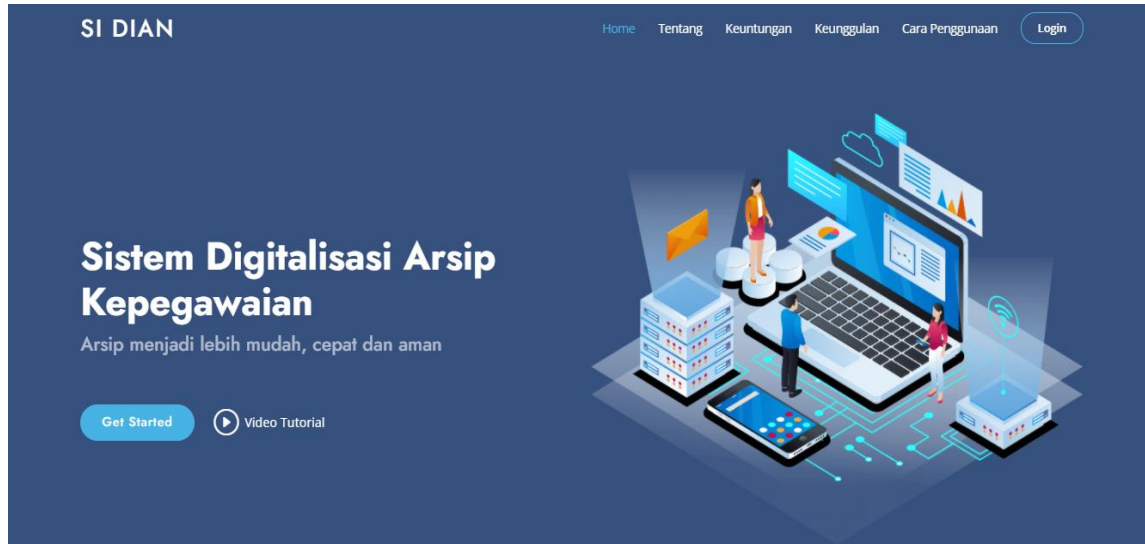 SI DIAN
Home Tentang Keuntungan Keunggulan Cara Penggunaan Login
Sistem Digitalisasi Arsip
Kepegawaian
Arsip menjadi lebih mudah, cepat dan aman
Get Started Video Tutorial